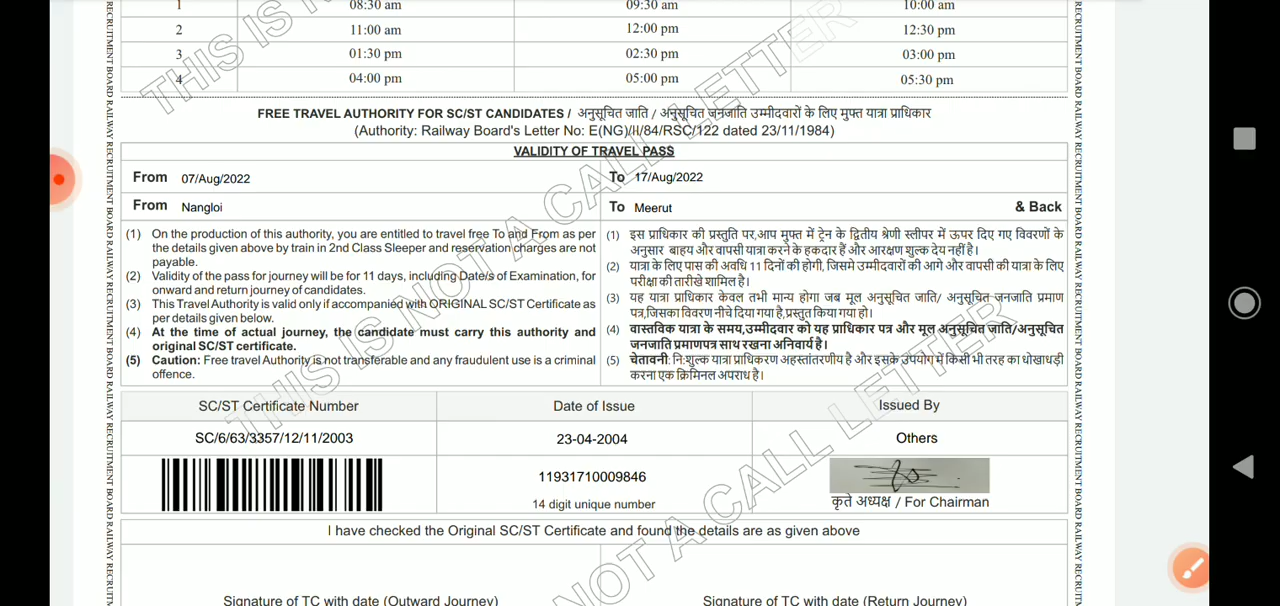 1 08:30 am 09:30 am 10:00 am
2 11:00 am 12:00 pm 12:30 pm
3 01:30 pm 02:30 pm 03:00 pm
4 04:00 pm 05:00 pm 05:30 pm
FREE TRAVEL AUTHORITY FOR SC/ST CANDIDATES / अनुसूचित जाति / अनुसूचित जनजाति उम्मीदवारों के लिए मुफ्त यात्रा प्राधिकार
(Authority: Railway Board's Letter No: E(NG)/II/84/RSC/122 dated 23/11/1984)
VALIDITY OF TRAVEL PASS
From 07/Aug/2022 To 17/Aug/2022
From Nangloi To Meerut & Back
(1) On the production of this authority, you are entitled to travel free To and From as per
the details given above by train in 2nd Class Sleeper and reservation charges are not
payable.
(2) Validity of the pass for journey will be for 11 days, including Date/s of Examination, for
onward and return journey of candidates.
(3) This Travel Authority is valid only if accompanied with ORIGINAL SC/ST Certificate as
per details given below.
(4) At the time of actual journey, the candidate must carry this authority and
original SC/ST certificate.
(5) Caution: Free travel Authority is not transferable and any fraudulent use is a criminal
offence.
(1) इस प्राधिकार की प्रस्तुति पर,आप मुफ्त में ट्रेन के द्वितीय श्रेणी स्लीपर में ऊपर दिए गए विवरणों के
अनुसार बाहय और वापसी यात्रा करने के हकदार हैं और आरक्षण शुल्क देय नहीं है।
(2) यात्रा के लिए पास की अवधि 11 दिनों की होगी, जिसमे उम्मीदवारों की आगे और वापसी की यात्रा के लिए
परीक्षा की तारीखे शामिल है।
(3) यह यात्रा प्राधिकार केवल तभी मान्य होगा जब मूल अनुसूचित जाति/ अनुसूचित जनजाति प्रमाण
पत्र,जिसका विवरण नीचे दिया गया है,प्रस्तुत किया गया हो।
(4) वास्तविक यात्रा के समय,उम्मीदवार को यह प्राधिकार पत्र और मूल अनुसूचित जाति/अनुसूचित
जनजाति प्रमाणपत्र साथ रखना अनिवार्य है।
(5) चेतावनी: नि:शुल्क यात्रा प्राधिकरण अहस्तांतरणीय है और इसके उपयोग में किसी भी तरह का धोखाधड़ी
करना एक क्रिमिनल अपराध है।
SC/ST Certificate Number Date of Issue Issued By
SC/6/63/3357/12/11/2003 23-04-2004 Others
11931710009846
14 digit unique number कृते अध्यक्ष / For Chairman
I have checked the Original SC/ST Certificate and found the details are as given above
Signature of TC with date (Outward Journey) Signature of TC with date (Return Journey)
THIS IS NOT A CALL LETTER
THIS IS NOT A CALL LETTER
RECRUITMENT BOARD RAILWAY RECRUITMENT BOARD RAILWAY RECRUITMENT BOARD RAILWAY RECRUITMENT BOARD RAILWAY